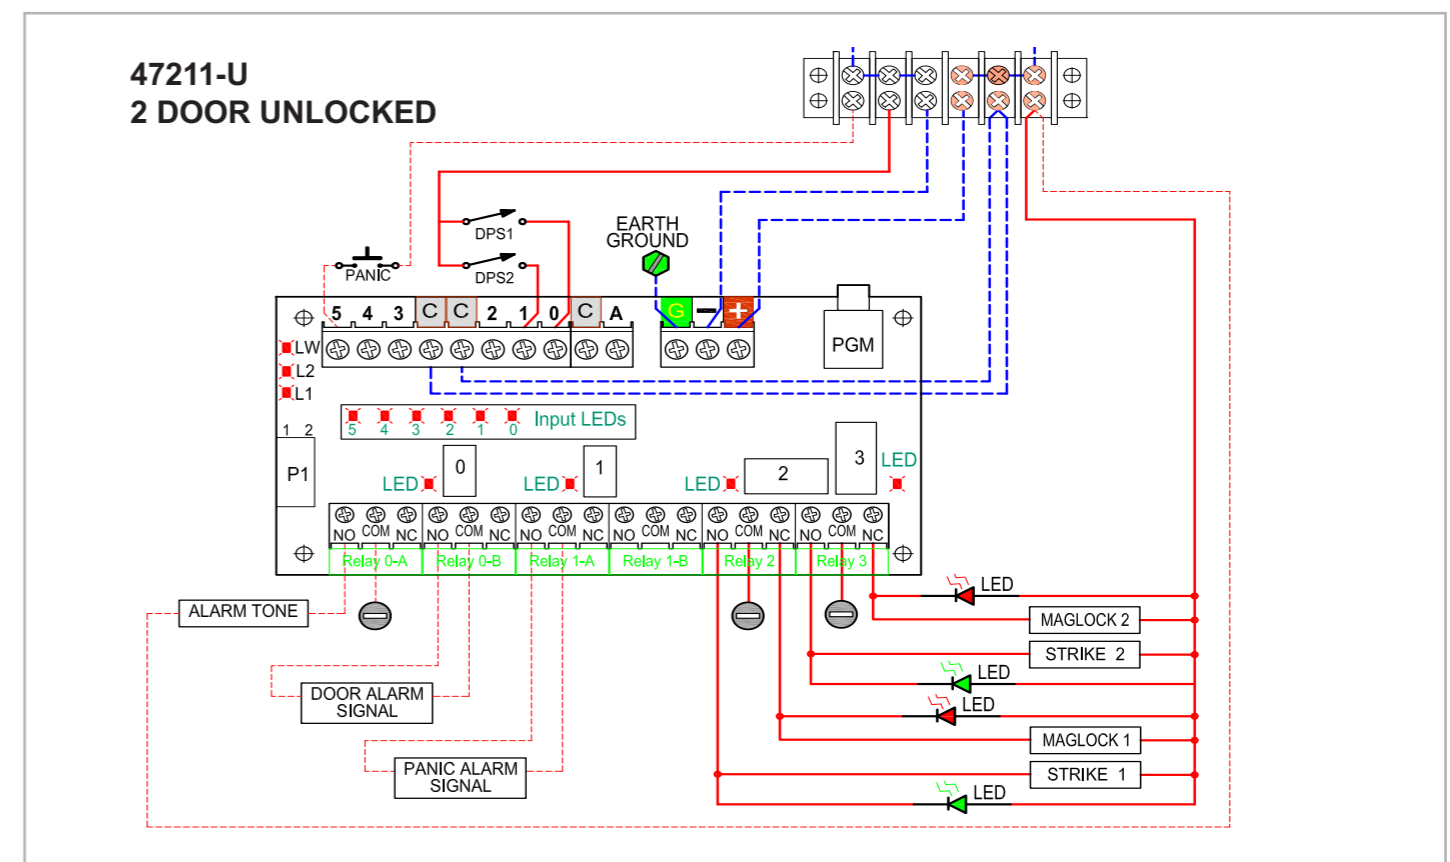 47211-U
2 DOOR UNLOCKED
DPS1
DPS2
EARTH
GROUND
PANIC
5 4 3 C C 2 1 0 C A G − +
PGM
LW
L2
L1
5 4 3 2 1 0 Input LEDs
1 2
P1
LED 0 LED 1 LED 2 3 LED
NO COM NC NO COM NC NO COM NC NO COM NC NO COM NC NO COM NC
Relay 0-A Relay 0-B Relay 1-A Relay 1-B Relay 2 Relay 3
LED
ALARM TONE
MAGLOCK 2
STRIKE 2
LED
DOOR ALARM
SIGNAL
LED
MAGLOCK 1
PANIC ALARM
SIGNAL
STRIKE 1
LED